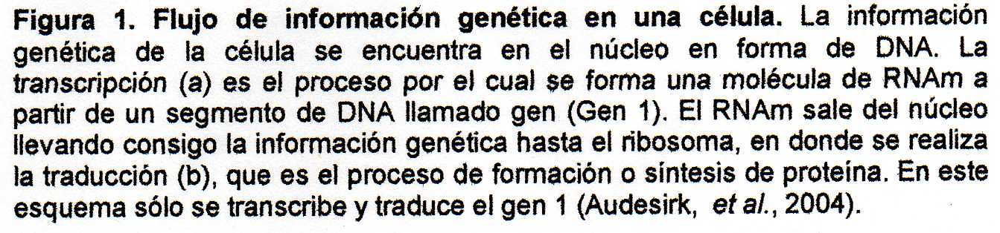 Figura 1. Flujo de información genética en una célula. La información
genética de la célula se encuentra en el núcleo en forma de DNA. La
transcripción (a) es el proceso por el cual se forma una molécula de RNAm a
partir de un segmento de DNA llamado gen (Gen 1). El RNAm sale del núcleo
llevando consigo la información genética hasta el ribosoma, en donde se realiza
la traducción (b), que es el proceso de formación o síntesis de proteína. En este
esquema sólo se transcribe y traduce el gen 1 (Audesirk, et al., 2004).